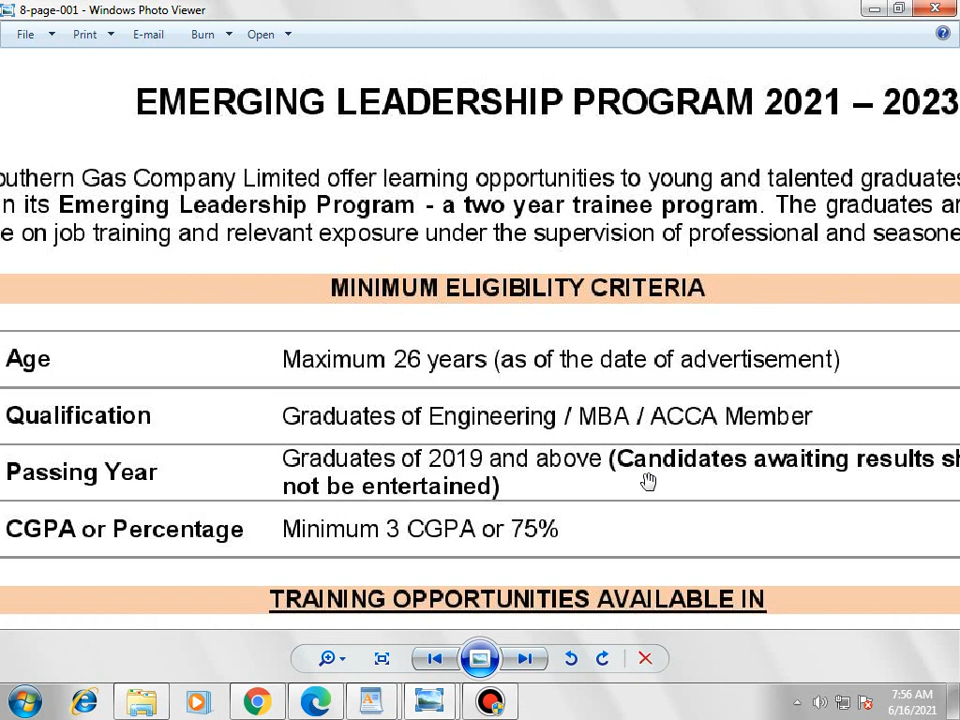 8-page-001 - Windows Photo Viewer
File Print E-mail Burn Open
EMERGING LEADERSHIP PROGRAM 2021 – 2023
outhern Gas Company Limited offer learning opportunities to young and talented graduates
n its Emerging Leadership Program - a two year trainee program. The graduates ar
e on job training and relevant exposure under the supervision of professional and seasone
MINIMUM ELIGIBILITY CRITERIA
Age Maximum 26 years (as of the date of advertisement)
Qualification Graduates of Engineering / MBA / ACCA Member
Passing Year Graduates of 2019 and above (Candidates awaiting results sh
not be entertained)
CGPA or Percentage Minimum 3 CGPA or 75%
TRAINING OPPORTUNITIES AVAILABLE IN
7:56 AM
6/16/2021